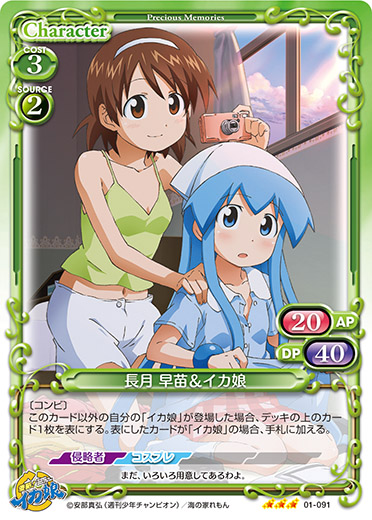 Precious Memories
Character
COST
3
SOURCE
2
20 AP
DP 40
長月 早苗&イカ娘
[コンビ]
このカード以外の自分の「イカ娘」が登場した場合、デッキの上のカー
ド1枚を表にする。表にしたカードが「イカ娘」の場合、手札に加える。
侵略者 コスプレ
まだ、いろいろ用意してあるわよ。
イカ娘
©安部真弘(週刊少年チャンピオン)/海の家れもん
01-091